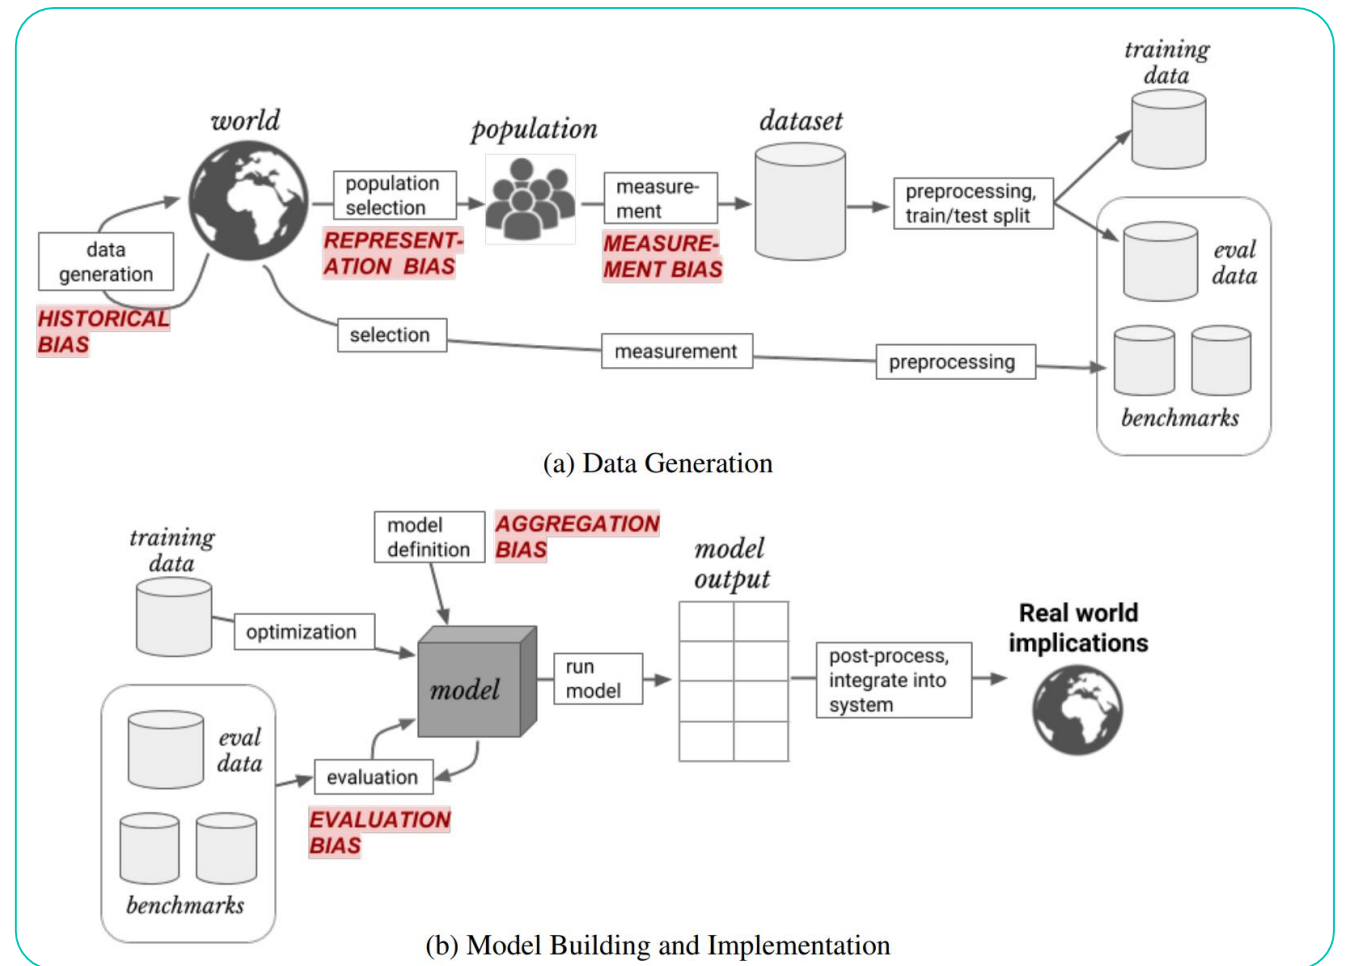 training
data
world
population
dataset
population
selection
measure-
ment
preprocessing,
train/test split
data
generation
REPRESENT-
ATION BIAS
MEASURE-
MENT BIAS
eval
data
HISTORICAL
BIAS
selection
measurement
preprocessing
benchmarks
(a) Data Generation
training
data
model
definition
AGGREGATION
BIAS
model
output
optimization
Real world
implications
model
run
model
post-process,
integrate into
system
eval
data
evaluation
EVALUATION
BIAS
benchmarks
(b) Model Building and Implementation